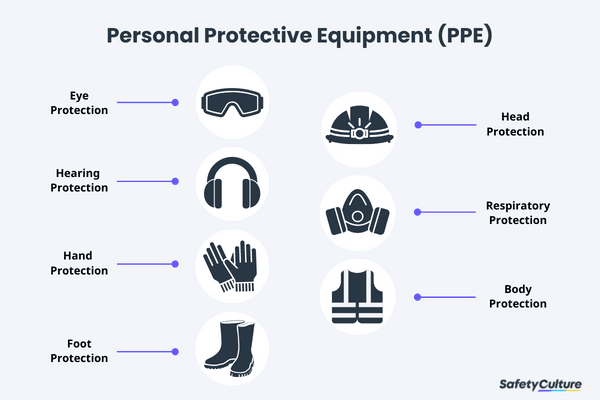 Personal Protective Equipment (PPE)
Eye
Protection
Hearing
Protection
Hand
Protection
Foot
Protection
Head
Protection
Respiratory
Protection
Body
Protection
SafetyCulture